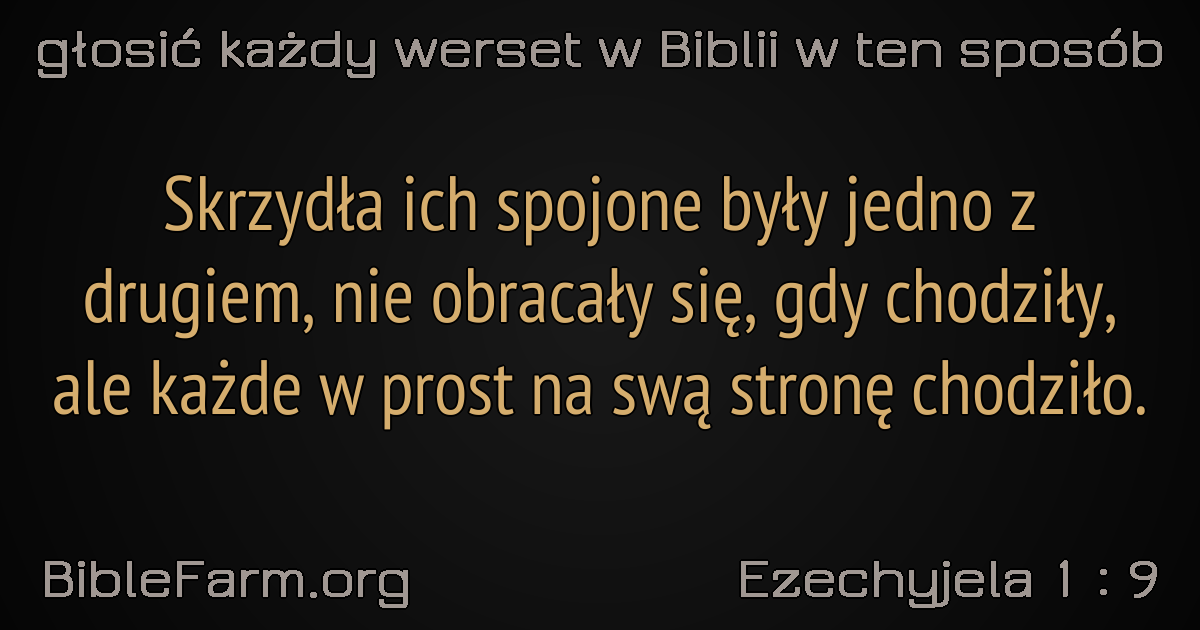 głosić każdy werset w Biblii w ten sposób
Skrzydła ich spojone były jedno z
drugiem, nie obracały się, gdy chodziły,
ale każde w prost na swą stronę chodziło.
BibleFarm.org
Ezechyjela 1 : 9